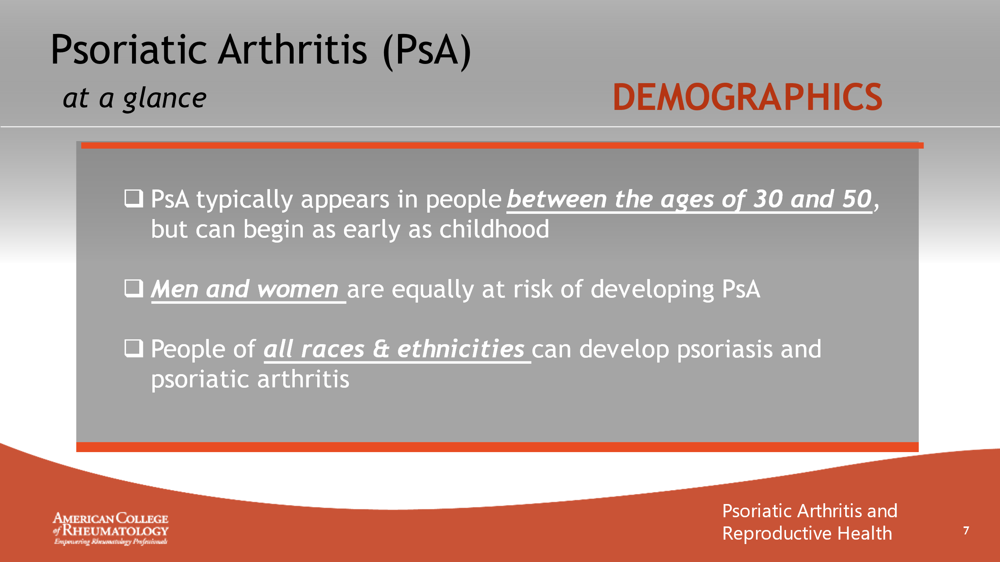 Psoriatic Arthritis (PsA)
at a glance
DEMOGRAPHICS
❑ PsA typically appears in people between the ages of 30 and 50,
but can begin as early as childhood
❑ Men and women are equally at risk of developing PsA
❑ People of all races & ethnicities can develop psoriasis and
psoriatic arthritis
AMERICAN COLLEGE
of RHEUMATOLOGY
Empowering Rheumatology Professionals
Psoriatic Arthritis and
Reproductive Health
7